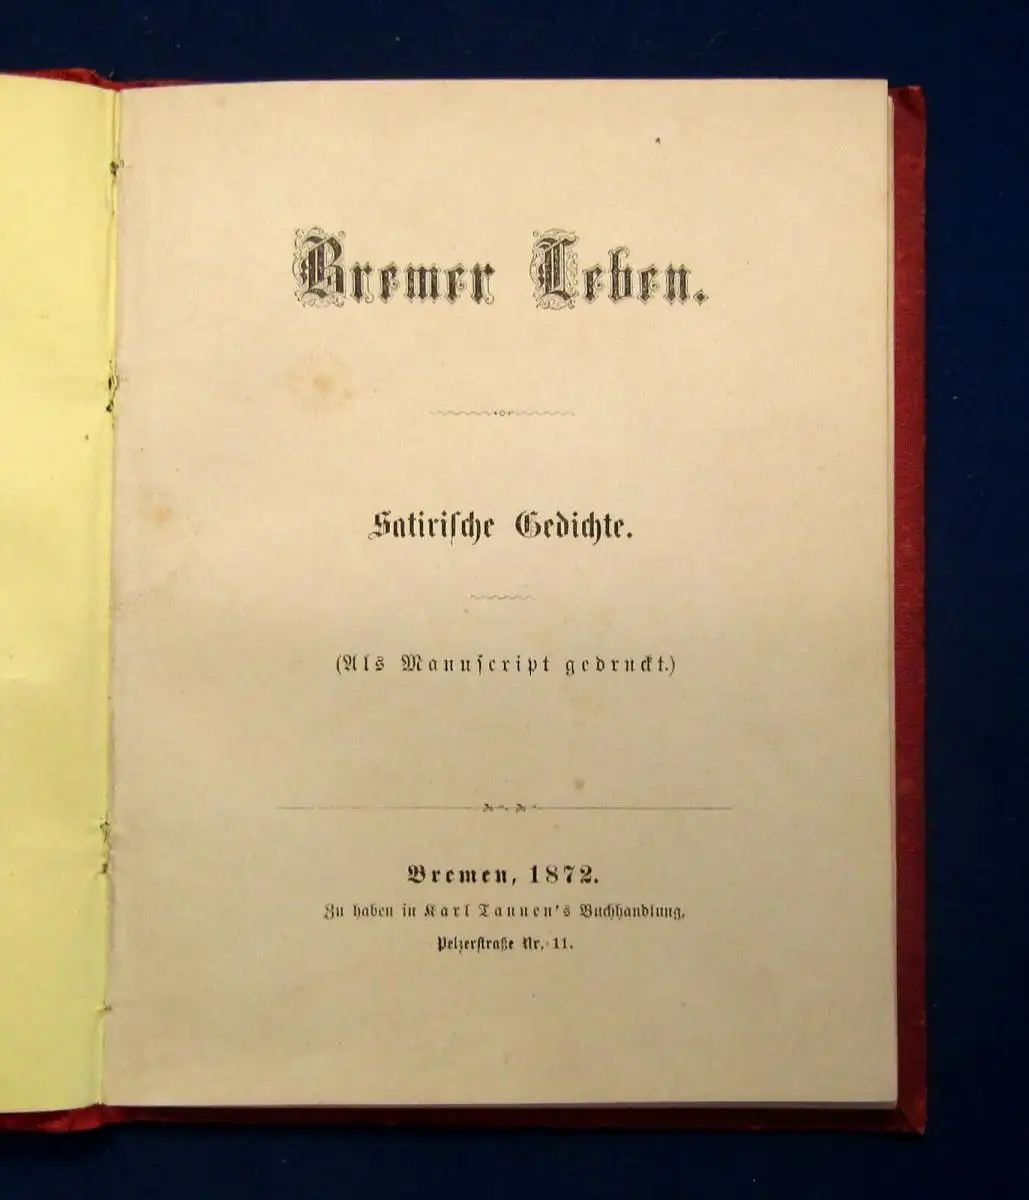 Bremer Leben.
Satirische Gedichte.
(Als Manuscript gedruckt.)
Bremen, 1872.
Zu haben in Karl Tannen's Buchhandlung,
Pelzerstraße Nr. 11.